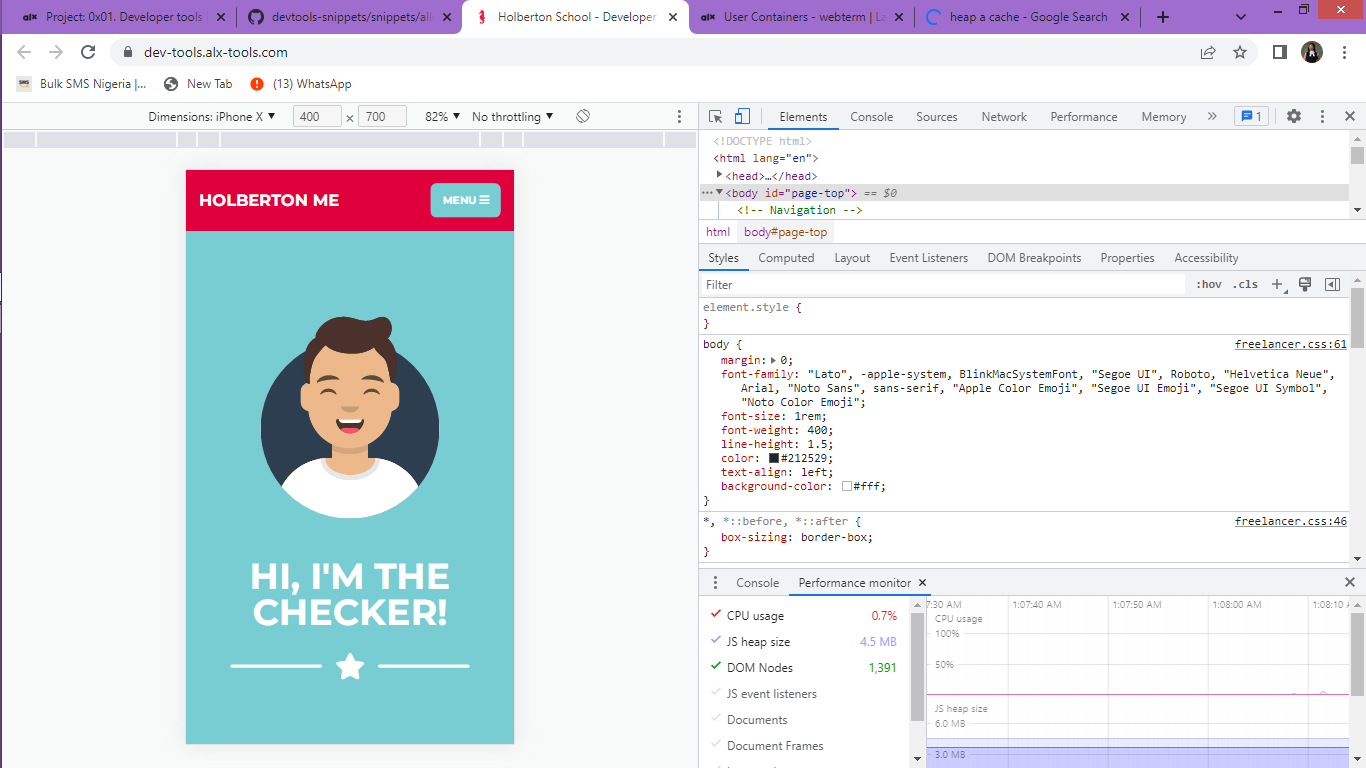 Project: 0x01. Developer tools
devtools-snippets/snippets/all
Holberton School - Developer
User Containers - webterm | La
heap a cache - Google Search
dev-tools.alx-tools.com
Bulk SMS Nigeria |...
New Tab
(13) WhatsApp
Dimensions: iPhone X ▼ 400 × 700 82% ▼ No throttling ▼
HOLBERTON ME
MENU
HI, I'M THE
CHECKER!
Elements Console Sources Network Performance Memory » 1
<!DOCTYPE html>
<html lang="en">
<head>…</head>
<body id="page-top"> == $0
<!-- Navigation -->
html body#page-top
Styles Computed Layout Event Listeners DOM Breakpoints Properties Accessibility
Filter :hov .cls
element.style {
}
body { freelancer.css:61
margin: 0;
font-family: "Lato", -apple-system, BlinkMacSystemFont, "Segoe UI", Roboto, "Helvetica Neue",
Arial, "Noto Sans", sans-serif, "Apple Color Emoji", "Segoe UI Emoji", "Segoe UI Symbol",
"Noto Color Emoji";
font-size: 1rem;
font-weight: 400;
line-height: 1.5;
color: #212529;
text-align: left;
background-color: #fff;
}
*, *::before, *::after { freelancer.css:46
box-sizing: border-box;
}
Console Performance monitor
CPU usage 0.7%
JS heap size 4.5 MB
DOM Nodes 1,391
JS event listeners
Documents
Document Frames
7:30 AM 1:07:40 AM 1:07:50 AM 1:08:00 AM 1:08:10
CPU usage
100%
50%
JS heap size
6.0 MB
3.0 MB